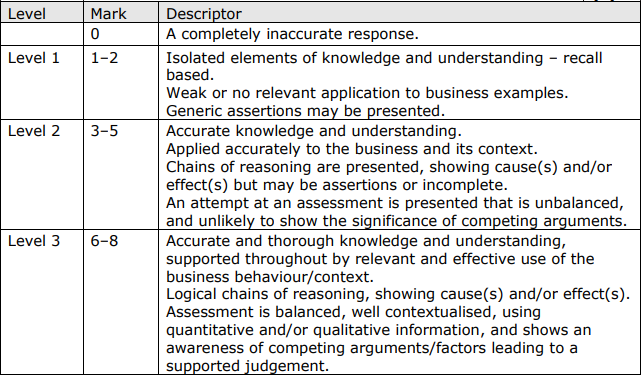 Level Mark Descriptor
0 A completely inaccurate response.
Level 1 1–2 Isolated elements of knowledge and understanding – recall
based.
Weak or no relevant application to business examples.
Generic assertions may be presented.
Level 2 3–5 Accurate knowledge and understanding.
Applied accurately to the business and its context.
Chains of reasoning are presented, showing cause(s) and/or
effect(s) but may be assertions or incomplete.
An attempt at an assessment is presented that is unbalanced,
and unlikely to show the significance of competing arguments.
Level 3 6–8 Accurate and thorough knowledge and understanding,
supported throughout by relevant and effective use of the
business behaviour/context.
Logical chains of reasoning, showing cause(s) and/or effect(s).
Assessment is balanced, well contextualised, using
quantitative and/or qualitative information, and shows an
awareness of competing arguments/factors leading to a
supported judgement.